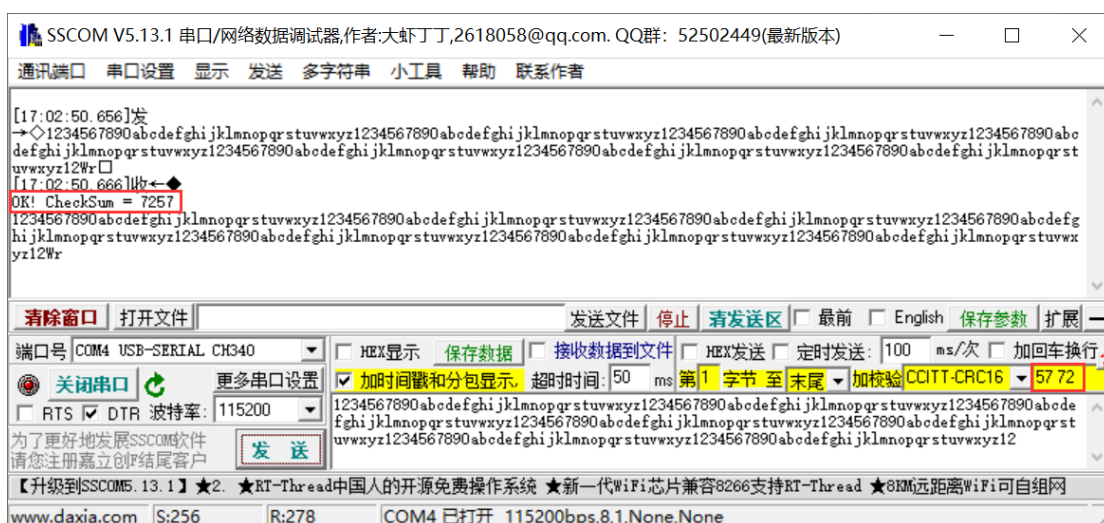 SSCOM V5.13.1 串口/网络数据调试器,作者:大虾丁丁,2618058@qq.com. QQ群: 52502449(最新版本)
通讯端口 串口设置 显示 发送 多字符串 小工具 帮助 联系作者
[17:02:50.656]发
→◇1234567890abcdefghijklmnopqrstuvwxyz1234567890abcdefghijklmnopqrstuvwxyz1234567890abcdefghijklmnopqrstuvwxyz1234567890abc
defghijklmnopqrstuvwxyz1234567890abcdefghijklmnopqrstuvwxyz1234567890abcdefghijklmnopqrstuvwxyz1234567890abcdefghijklmnopqrst
uvwxyz12Wr□
[17:02:50.666]收←◆
OK! CheckSum = 7257
1234567890abcdefghijklmnopqrstuvwxyz1234567890abcdefghijklmnopqrstuvwxyz1234567890abcdefghijklmnopqrstuvwxyz1234567890abcdefg
hijklmnopqrstuvwxyz1234567890abcdefghijklmnopqrstuvwxyz1234567890abcdefghijklmnopqrstuvwxyz1234567890abcdefghijklmnopqrstuvwx
yz12Wr
清除窗口 打开文件 发送文件 停止 清发送区 最前 English 保存参数 扩展 —
端口号 COM4 USB-SERIAL CH340 HEX显示 保存数据 接收数据到文件 HEX发送 定时发送: 100 ms/次 加回车换行
关闭串口 更多串口设置 加时间戳和分包显示, 超时时间: 50 ms 第 1 字节 至 末尾 加校验 CCITT-CRC16 57 72
RTS DTR 波特率: 115200
1234567890abcdefghijklmnopqrstuvwxyz1234567890abcdefghijklmnopqrstuvwxyz1234567890abcdefghijklmnopqrstuvwxyz1234567890abcde
fghijklmnopqrstuvwxyz1234567890abcdefghijklmnopqrstuvwxyz1234567890abcdefghijklmnopqrstuvwxyz1234567890abcdefghijklmnopqrst
uvwxyz1234567890abcdefghijklmnopqrstuvwxyz1234567890abcdefghijklmnopqrstuvwxyz12
为了更好地发展SSCOM软件
请您注册嘉立创F结尾客户
发 送
【升级到SSCOM5.13.1】★2. ★RT-Thread中国人的开源免费操作系统 ★新一代WiFi芯片兼容8266支持RT-Thread ★8KM远距离WiFi可自组网
www.daxia.com S:256 R:278 COM4 已打开 115200bps,8,1,None,None